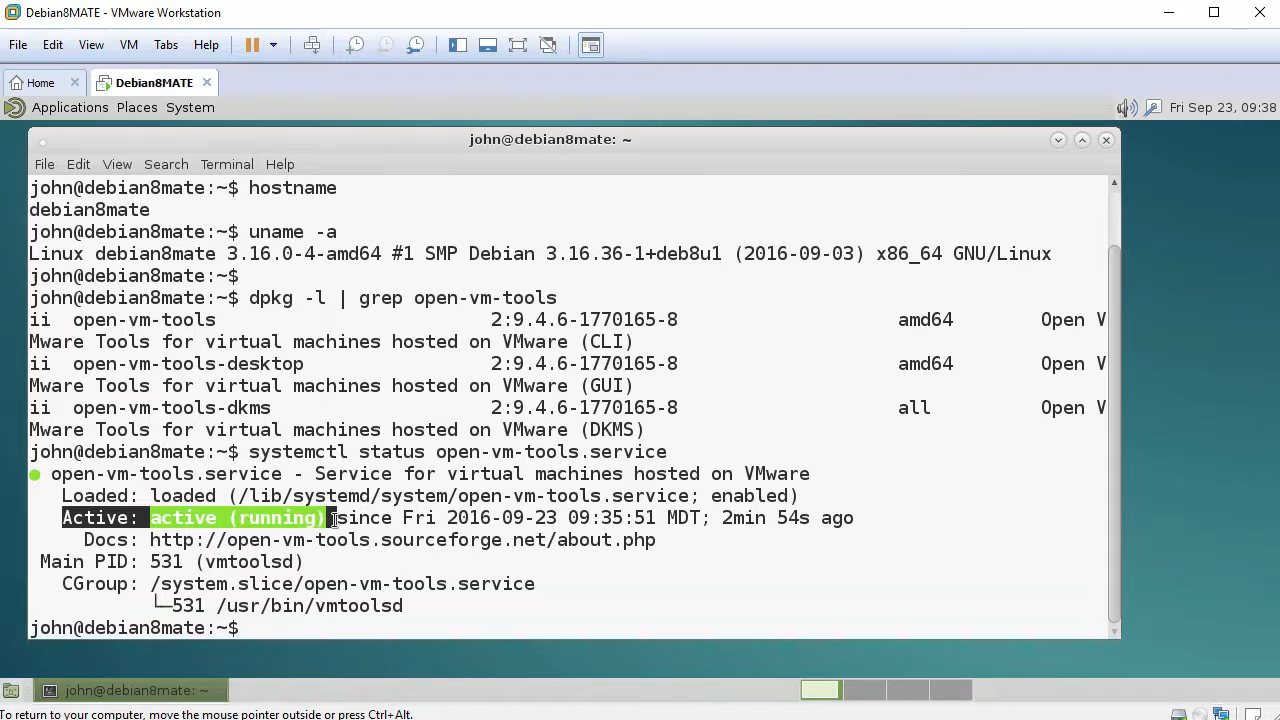 Debian8MATE - VMware Workstation
File Edit View VM Tabs Help
Home Debian8MATE
Applications Places System Fri Sep 23, 09:38
john@debian8mate: ~
File Edit View Search Terminal Help
john@debian8mate:~$ hostname
debian8mate
john@debian8mate:~$ uname -a
Linux debian8mate 3.16.0-4-amd64 #1 SMP Debian 3.16.36-1+deb8u1 (2016-09-03) x86_64 GNU/Linux
john@debian8mate:~$
john@debian8mate:~$ dpkg -l | grep open-vm-tools
ii open-vm-tools 2:9.4.6-1770165-8 amd64 Open V
Mware Tools for virtual machines hosted on VMware (CLI)
ii open-vm-tools-desktop 2:9.4.6-1770165-8 amd64 Open V
Mware Tools for virtual machines hosted on VMware (GUI)
ii open-vm-tools-dkms 2:9.4.6-1770165-8 all Open V
Mware Tools for virtual machines hosted on VMware (DKMS)
john@debian8mate:~$ systemctl status open-vm-tools.service
● open-vm-tools.service - Service for virtual machines hosted on VMware
Loaded: loaded (/lib/systemd/system/open-vm-tools.service; enabled)
Active: active (running) since Fri 2016-09-23 09:35:51 MDT; 2min 54s ago
Docs: http://open-vm-tools.sourceforge.net/about.php
Main PID: 531 (vmtoolsd)
CGroup: /system.slice/open-vm-tools.service
└─531 /usr/bin/vmtoolsd
john@debian8mate:~$
john@debian8mate: ~
To return to your computer, move the mouse pointer outside or press Ctrl+Alt.